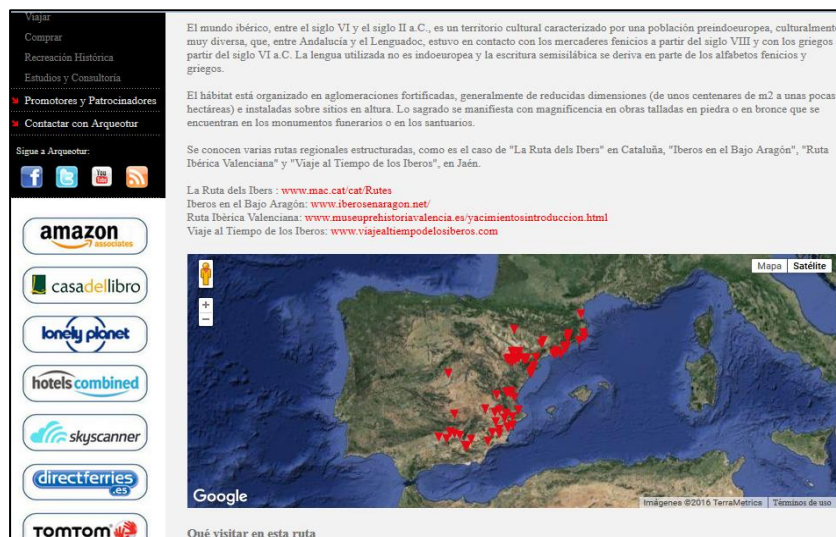 Viajar
Comprar
Recreación Histórica
Estudios y Consultoría
Promotores y Patrocinadores
Contactar con Arqueotur
Sigue a Arqueotur:
You
Tube
amazon
associates
casadellibro
lonely planet
hotelscombined
skyscanner
directferries
.es
TOMTOM
El mundo ibérico, entre el siglo VI y el siglo II a.C., es un territorio cultural caracterizado por una población preindoeuropea, culturalmente
muy diversa, que, entre Andalucía y el Lenguadoc, estuvo en contacto con los mercaderes fenicios a partir del siglo VIII y con los griegos
partir del siglo VI a.C. La lengua utilizada no es indoeuropea y la escritura semisilábica se deriva en parte de los alfabetos fenicios y
griegos.
El hábitat está organizado en aglomeraciones fortificadas, generalmente de reducidas dimensiones (de unos centenares de m2 a unas pocas
hectáreas) e instaladas sobre sitios en altura. Lo sagrado se manifiesta con magnificencia en obras talladas en piedra o en bronce que se
encuentran en los monumentos funerarios o en los santuarios.
Se conocen varias rutas regionales estructuradas, como es el caso de "La Ruta dels Ibers" en Cataluña, "Iberos en el Bajo Aragón", "Ruta
Ibérica Valenciana" y "Viaje al Tiempo de los Iberos", en Jaén.
La Ruta dels Ibers : www.mac.cat/cat/Rutes
Iberos en el Bajo Aragón: www.iberosenaragon.net/
Ruta Ibèrica Valenciana: www.museuprehistoriavalencia.es/yacimientosintroduccion.html
Viaje al Tiempo de los Iberos: www.viajealtiempodelosiberos.com
Mapa Satélite
Google
Imágenes ©2016 TerraMetrics Términos de uso
Qué visitar en esta ruta